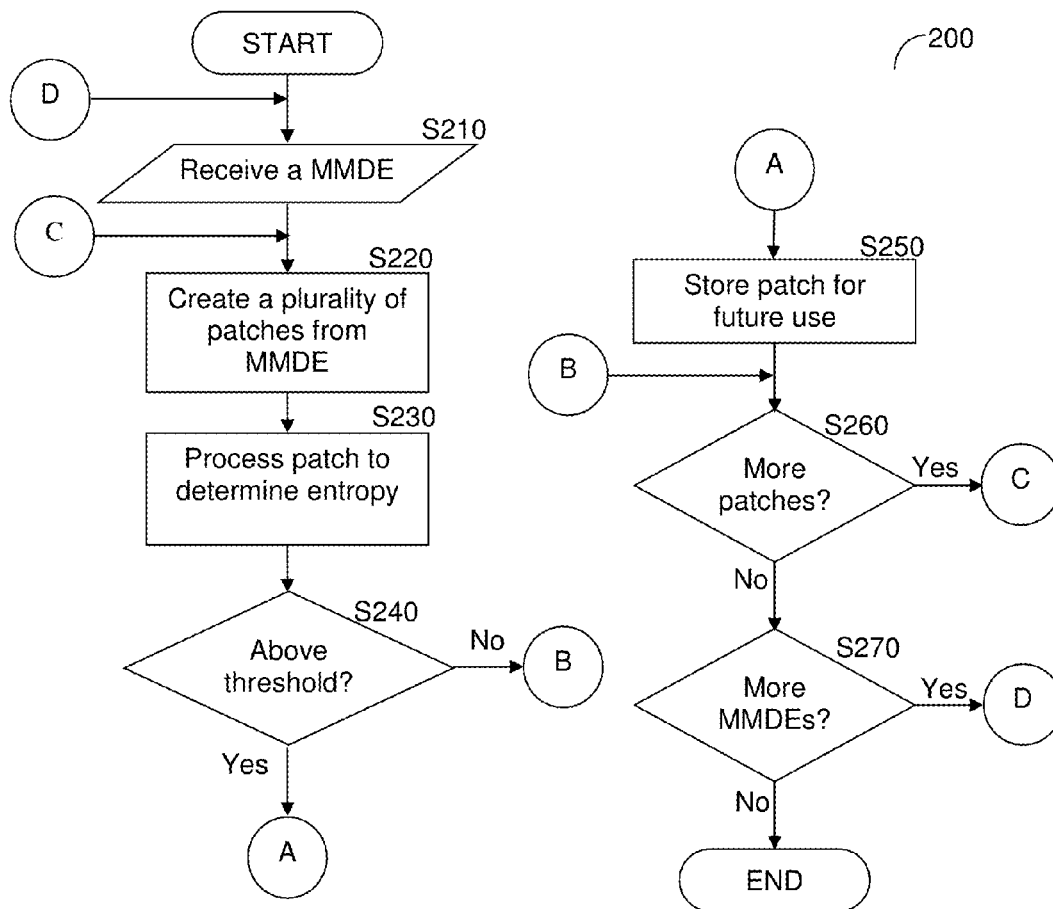 START
200
D
S210
Receive a MMDE
C
S220
Create a plurality of
patches from
MMDE
S230
Process patch to
determine entropy
S240
Above
threshold?
No
B
Yes
A
A
S250
Store patch for
future use
B
S260
More
patches?
Yes
C
No
S270
More
MMDEs?
Yes
D
No
END